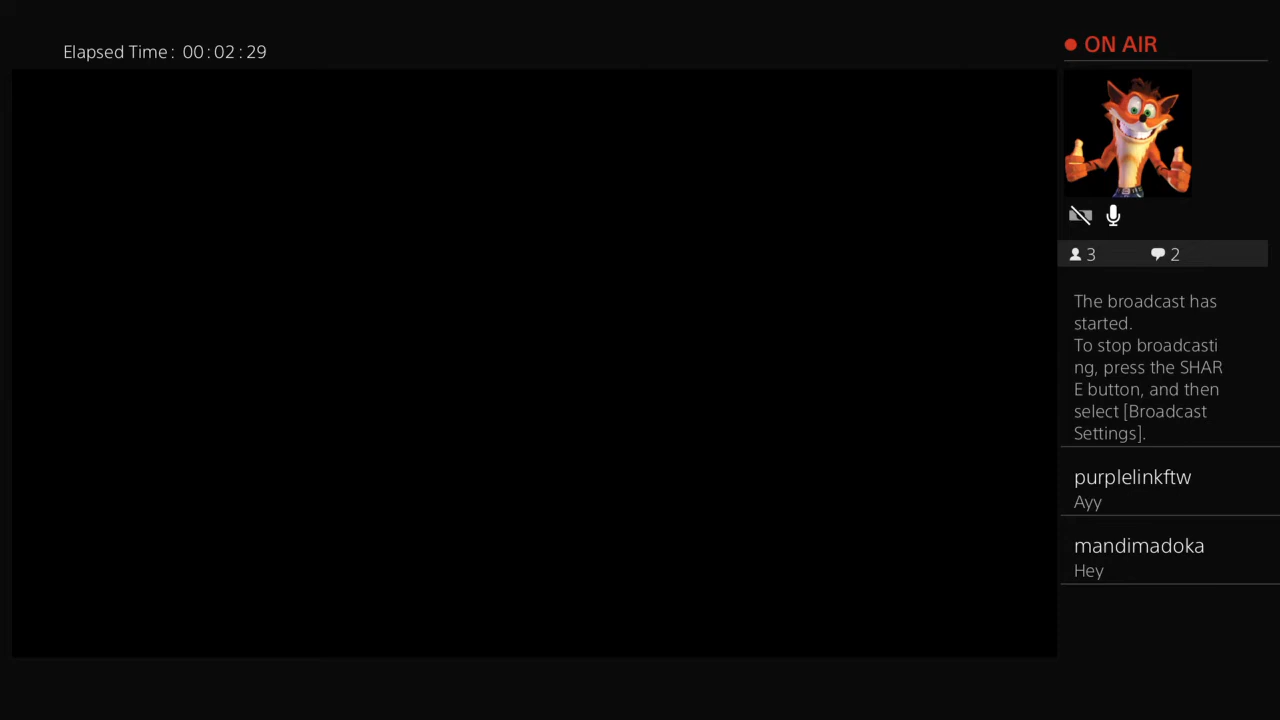 Elapsed Time: 00:02:29
ON AIR
3 2
The broadcast has
started.
To stop broadcasti
ng, press the SHAR
E button, and then
select [Broadcast
Settings].
purplelinkftw
Ayy
mandimadoka
Hey